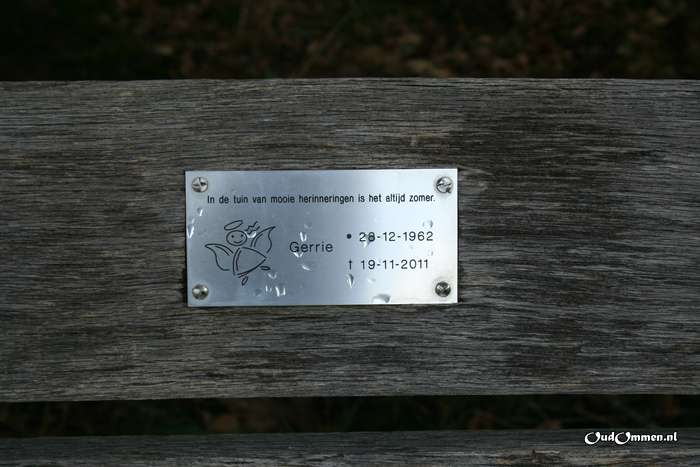 In de tuin van mooie herinneringen is het altijd zomer.
Gerrie
* 28-12-1962
† 19-11-2011
OudOmmen.nl